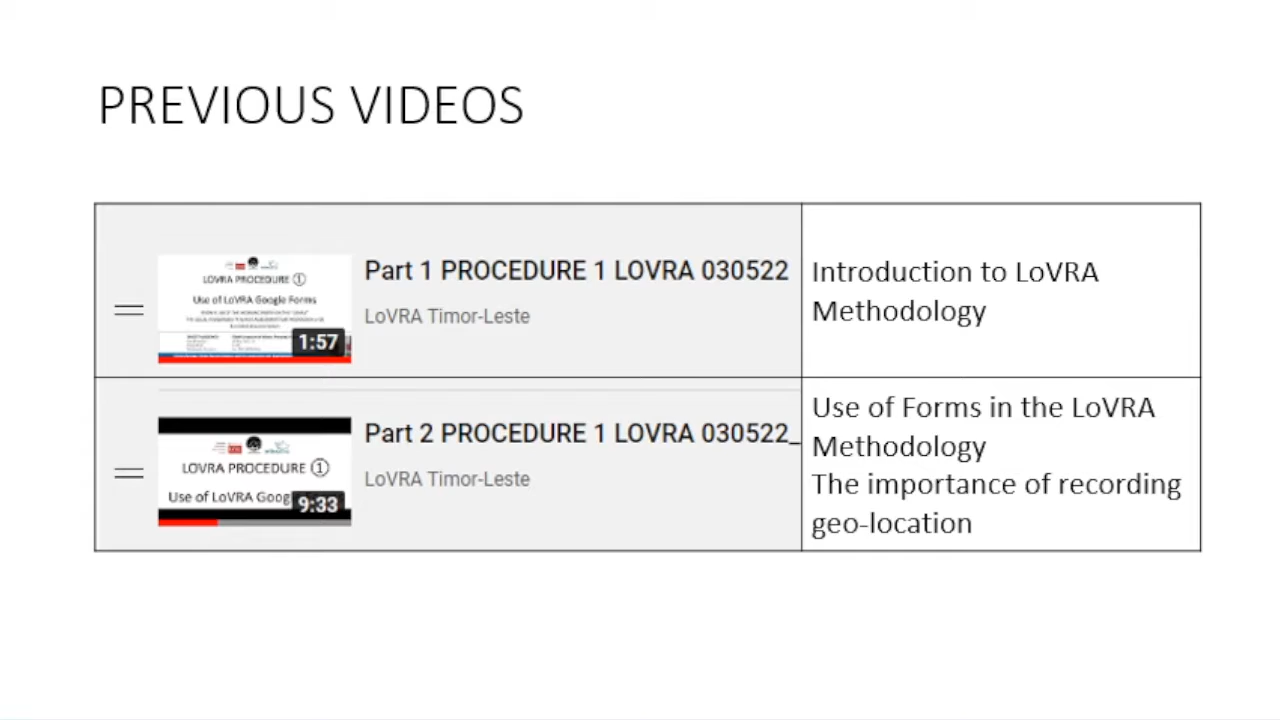 PREVIOUS VIDEOS
LOVRA PROCEDURE ①
Use of LoVRA Google Forms
1:57
Part 1 PROCEDURE 1 LOVRA 030522
LoVRA Timor-Leste
Introduction to LoVRA
Methodology
LOVRA PROCEDURE ①
Use of LoVRA Goog
9:33
Part 2 PROCEDURE 1 LOVRA 030522_
LoVRA Timor-Leste
Use of Forms in the LoVRA
Methodology
The importance of recording
geo-location